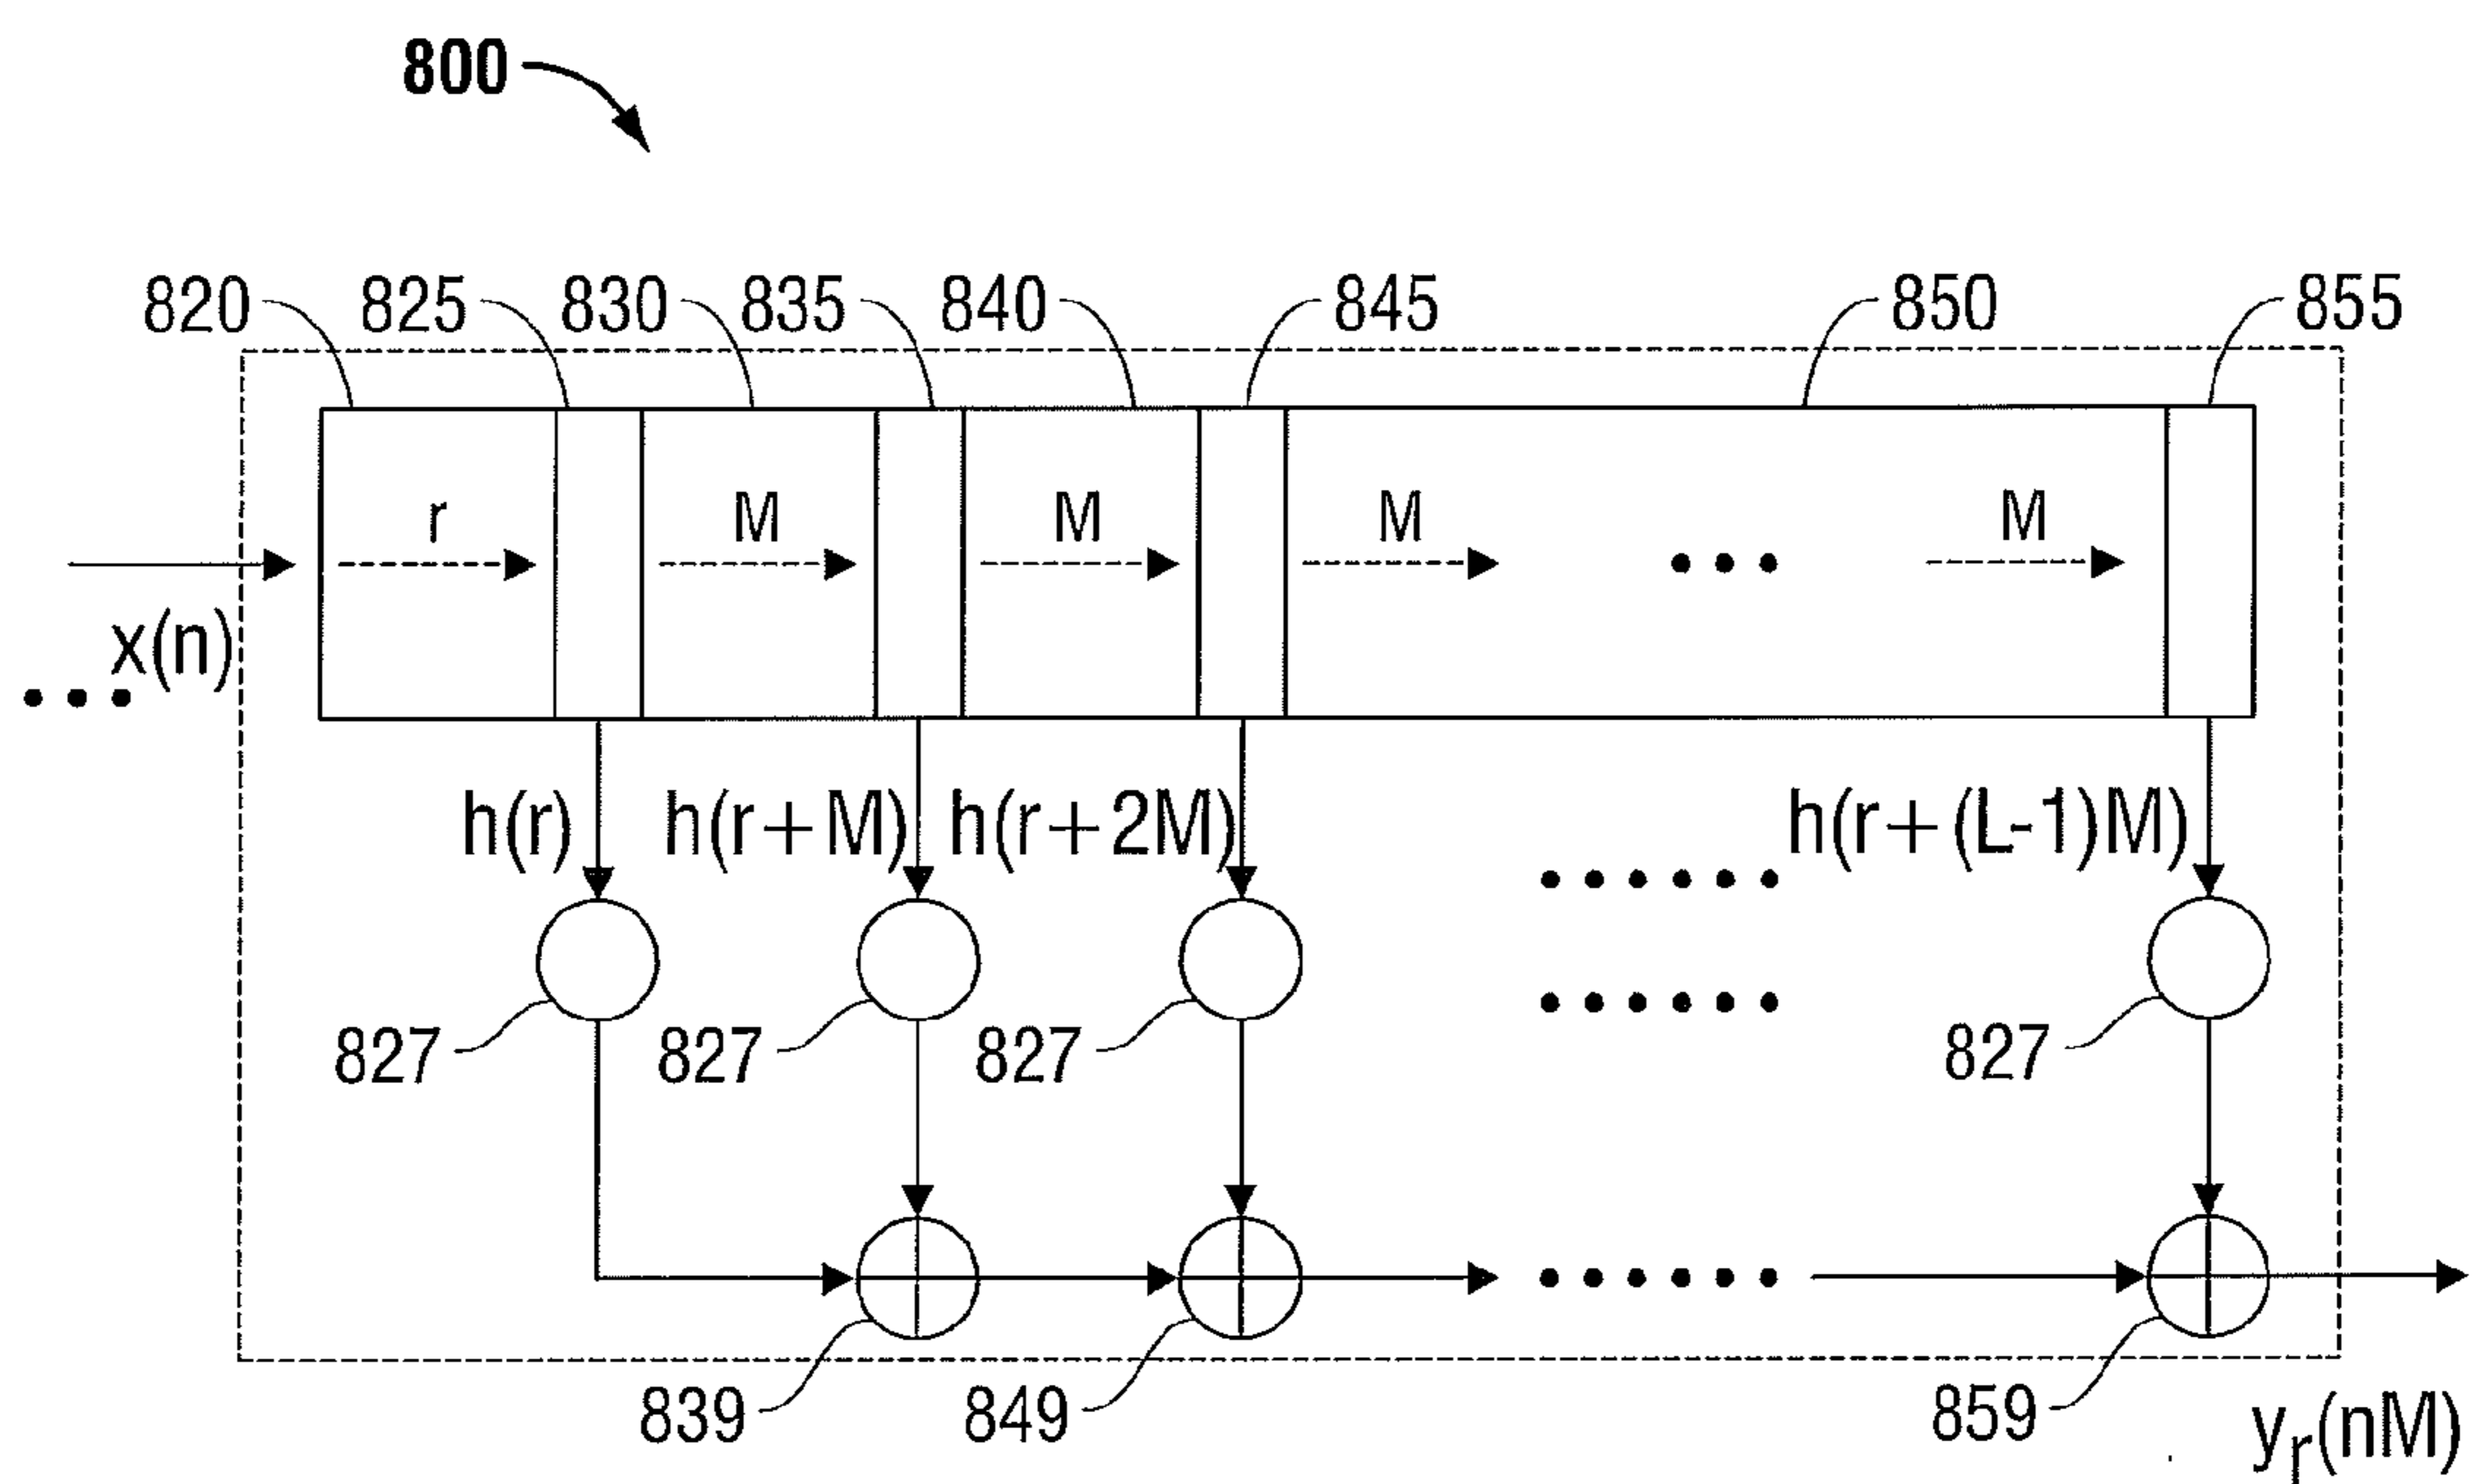 800
820 825 830 835 840 845 850 855
r M M M ••• M
x(n)
•••
h(r) h(r+M) h(r+2M) h(r+(L-1)M)
••••••
••••••
827 827 827 827
••••••
839 849 859 yr(nM)